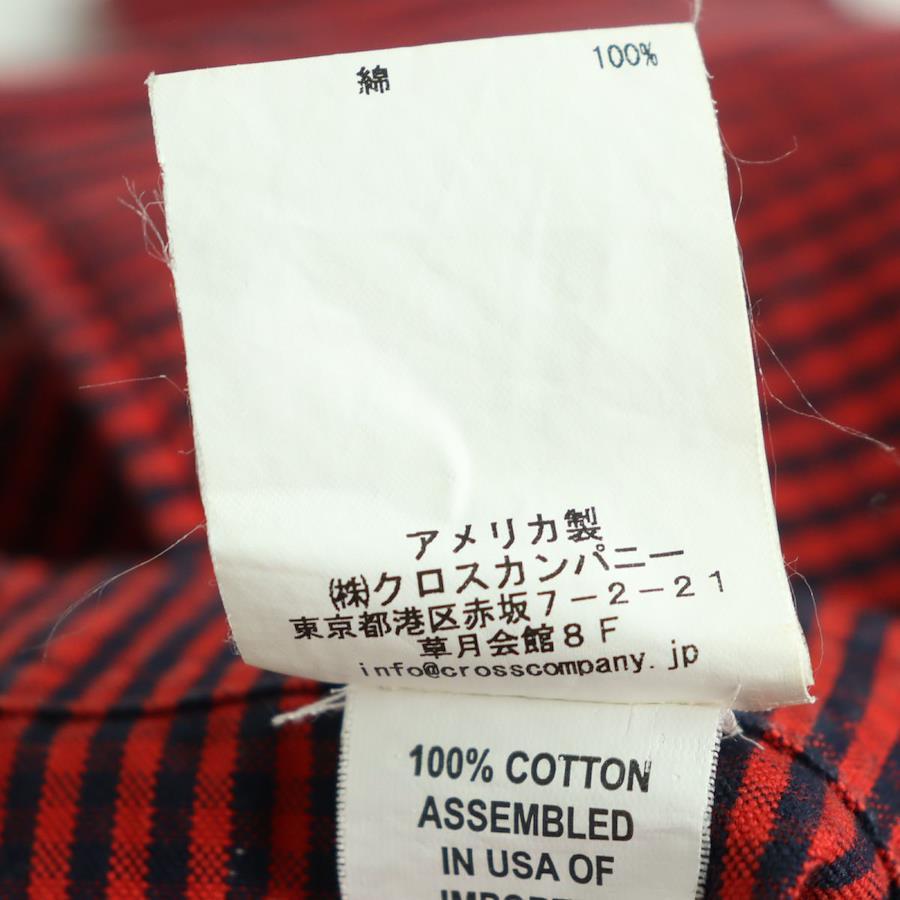 綿 100%
アメリカ製
㈱クロスカンパニー
東京都港区赤坂7-2-21
草月会館8F
info@crosscompany.jp
100% COTTON
ASSEMBLED
IN USA OF